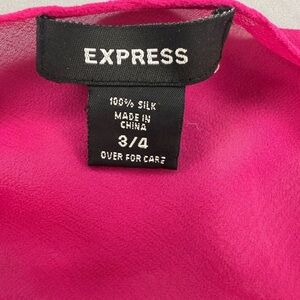 EXPRESS
100% SILK
MADE IN
CHINA
3/4
OVER FOR CARE